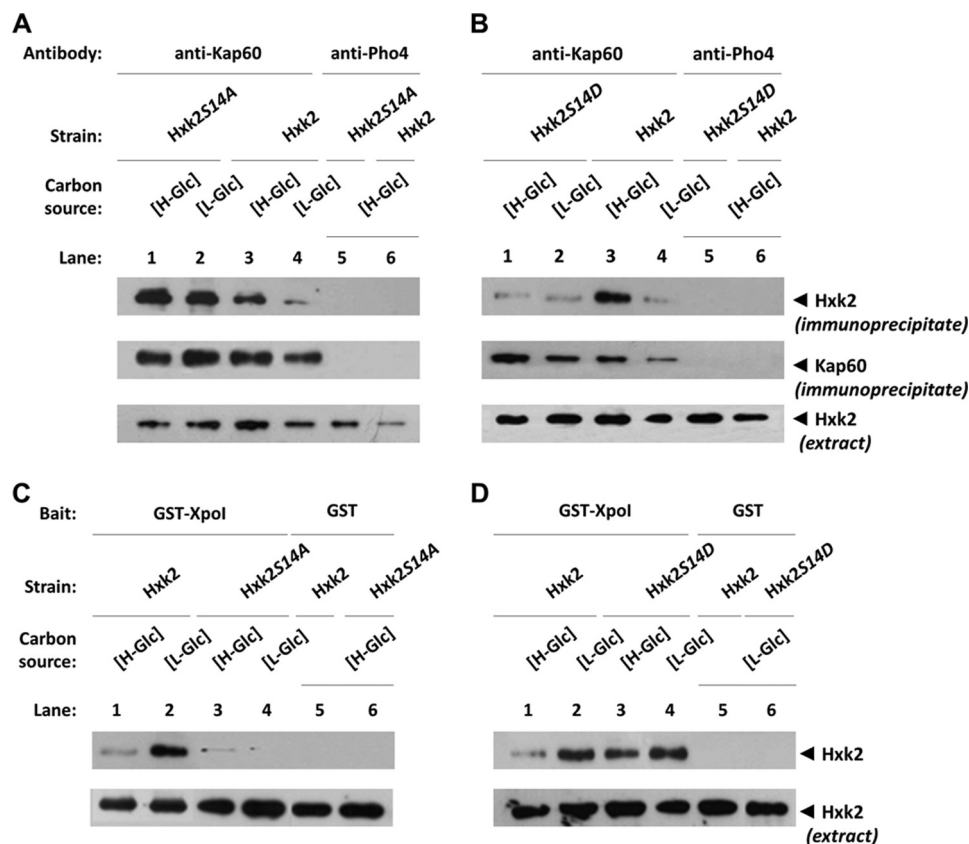 A
Antibody: anti-Kap60 anti-Pho4
Strain: Hxk2S14A Hxk2 Hxk2S14A Hxk2
Carbon source: [H-Glc] [L-Glc] [H-Glc] [L-Glc] [H-Glc]
Lane: 1 2 3 4 5 6
B
anti-Kap60 anti-Pho4
Hxk2S14D Hxk2 Hxk2S14D Hxk2
[H-Glc] [L-Glc] [H-Glc] [L-Glc] [H-Glc]
1 2 3 4 5 6
◄ Hxk2
(immunoprecipitate)
◄ Kap60
(immunoprecipitate)
◄ Hxk2
(extract)
C
Bait: GST-XpoI GST
Strain: Hxk2 Hxk2S14A Hxk2 Hxk2S14A
Carbon source: [H-Glc] [L-Glc] [H-Glc] [L-Glc] [H-Glc]
Lane: 1 2 3 4 5 6
D
GST-XpoI GST
Hxk2 Hxk2S14D Hxk2 Hxk2S14D
[H-Glc] [L-Glc] [H-Glc] [L-Glc] [L-Glc]
1 2 3 4 5 6
◄ Hxk2
◄ Hxk2
(extract)